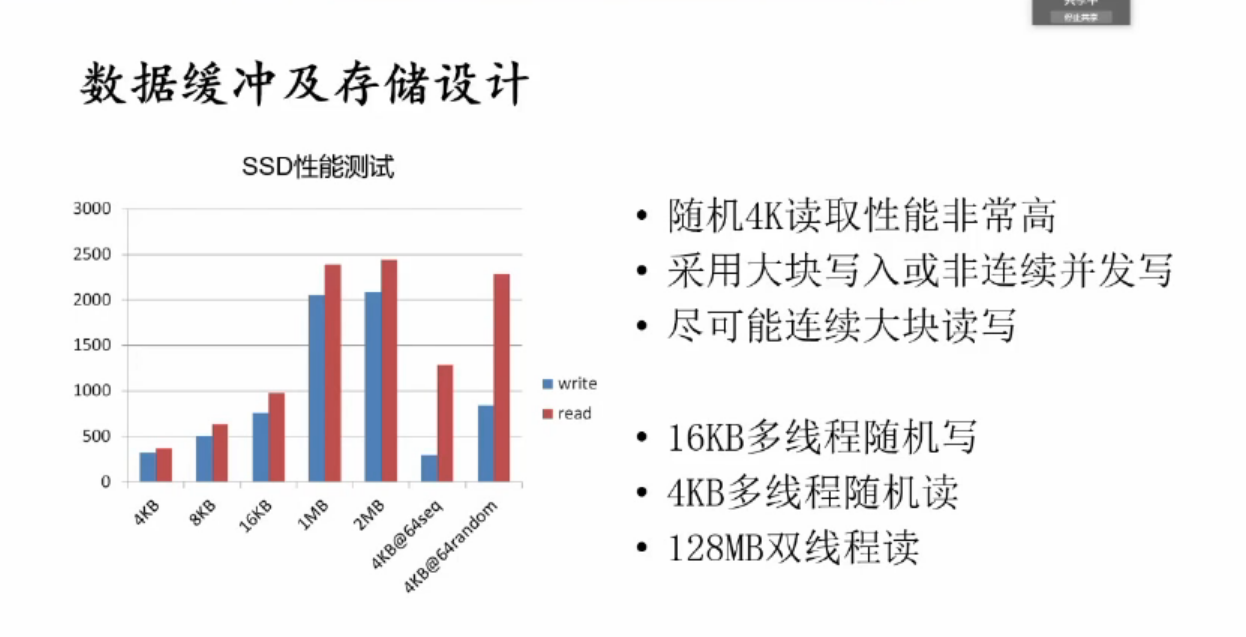 停止共享
数据缓冲及存储设计
SSD性能测试
3000
2500
2000
1500
1000
500
0
4KB
8KB
16KB
1MB
2MB
4KB@64seq
4KB@64random
write
read
• 随机4K读取性能非常高
• 采用大块写入或非连续并发写
• 尽可能连续大块读写
• 16KB多线程随机写
• 4KB多线程随机读
• 128MB双线程读